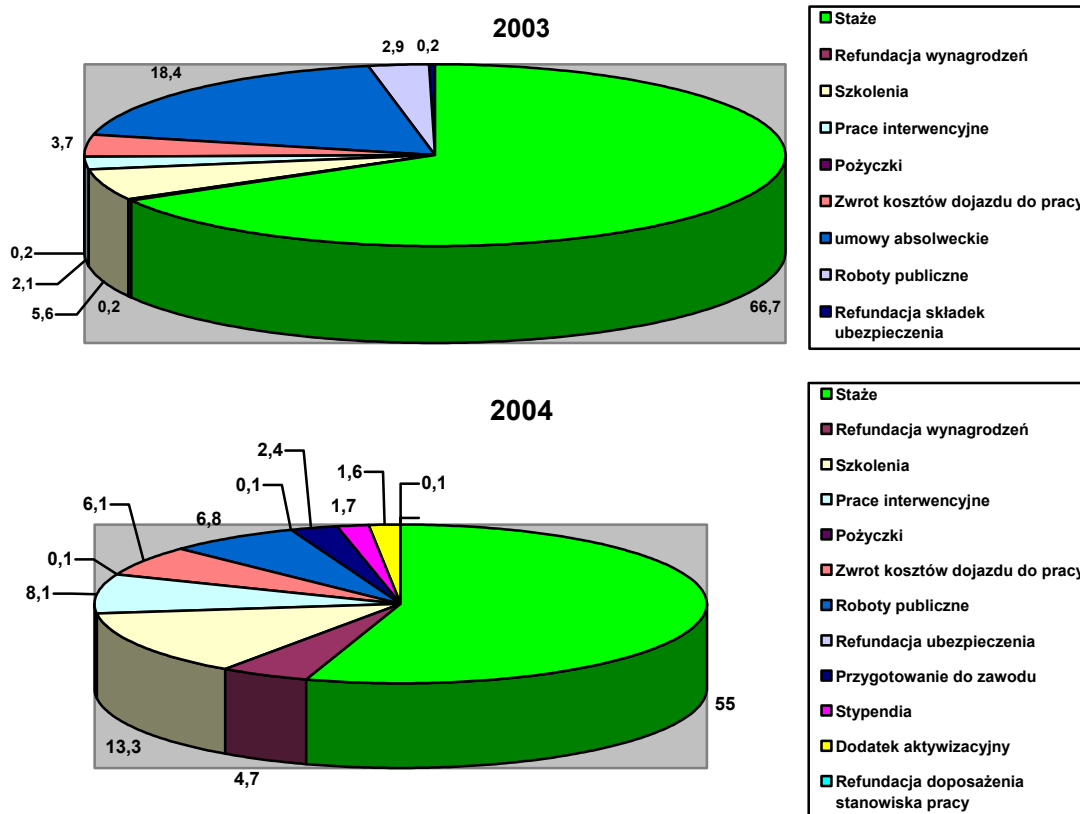 2003
2,9 0,2
18,4
3,7
0,2
2,1
5,6
0,2
66,7
Staże
Refundacja wynagrodzeń
Szkolenia
Prace interwencyjne
Pożyczki
Zwrot kosztów dojazdu do pracy
umowy absolweckie
Roboty publiczne
Refundacja składek
ubezpieczenia
2004
2,4
1,6
0,1
0,1
6,1
6,8
1,7
0,1
8,1
13,3
4,7
55
Staże
Refundacja wynagrodzeń
Szkolenia
Prace interwencyjne
Pożyczki
Zwrot kosztów dojazdu do pracy
Roboty publiczne
Refundacja ubezpieczenia
Przygotowanie do zawodu
Stypendia
Dodatek aktywizacyjny
Refundacja doposażenia
stanowiska pracy